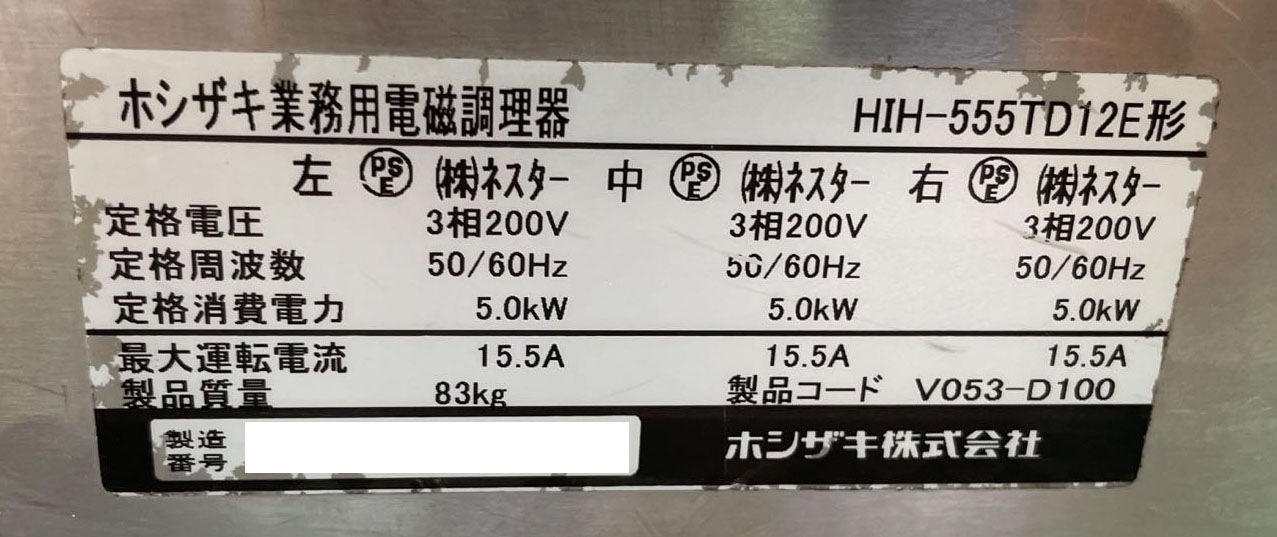 ホシザキ業務用電磁調理器 HIH-555TD12E形
左 PSE (株)ネスター 中 PSE (株)ネスター 右 PSE (株)ネスター
定格電圧 3相200V 3相200V 3相200V
定格周波数 50/60Hz 50/60Hz 50/60Hz
定格消費電力 5.0kW 5.0kW 5.0kW
最大運転電流 15.5A 15.5A 15.5A
製品質量 83kg 製品コード V053-D100
製造番号 ホシザキ株式会社